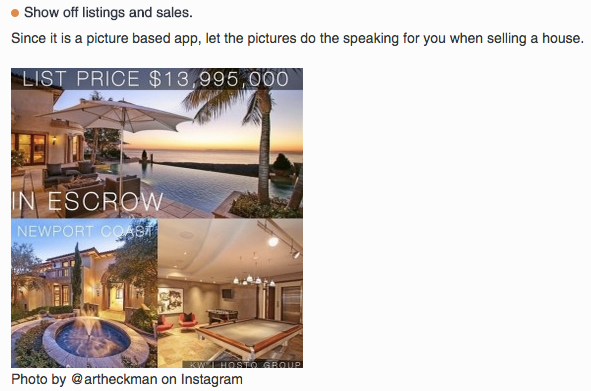 Show off listings and sales.
Since it is a picture based app, let the pictures do the speaking for you when selling a house.
LIST PRICE $13,995,000
IN ESCROW
NEWPORT COAST
KW | HOSTO GROUP
Photo by @artheckman on Instagram